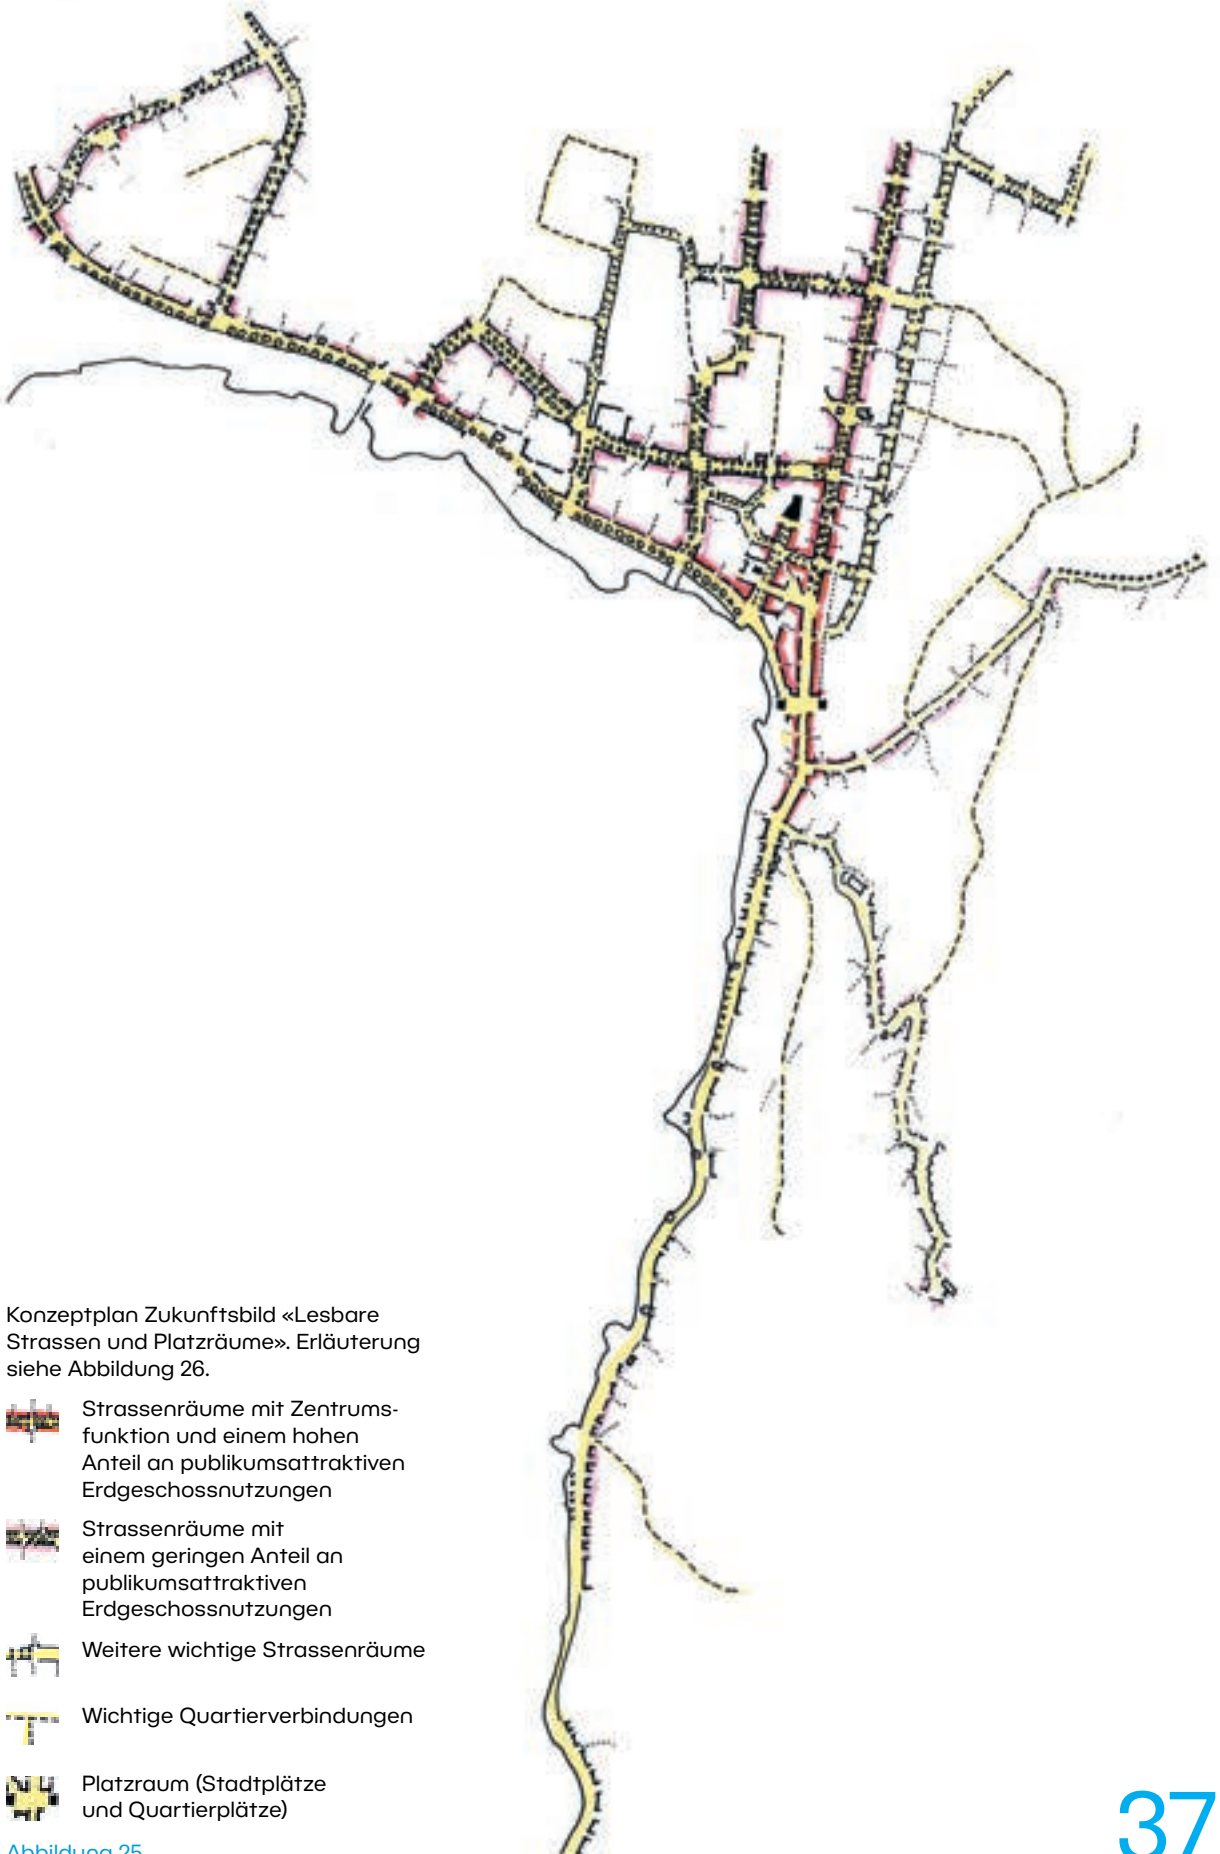 Konzeptplan Zukunftsbild «Lesbare
Strassen und Platzräume». Erläuterung
siehe Abbildung 26.
Strassenräume mit Zentrums-
funktion und einem hohen
Anteil an publikumsattraktiven
Erdgeschossnutzungen
Strassenräume mit
einem geringen Anteil an
publikumsattraktiven
Erdgeschossnutzungen
Weitere wichtige Strassenräume
Wichtige Quartierverbindungen
Platzraum (Stadtplätze
und Quartierplätze)
Abbildung 25
37